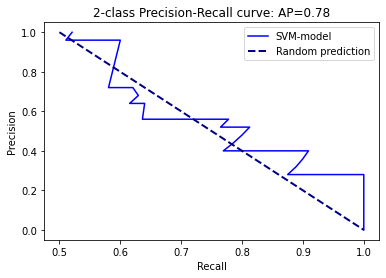 2-class Precision-Recall curve: AP=0.78
SVM-model
Random prediction
Precision
1.0
0.8
0.6
0.4
0.2
0.0
0.5 0.6 0.7 0.8 0.9 1.0
Recall